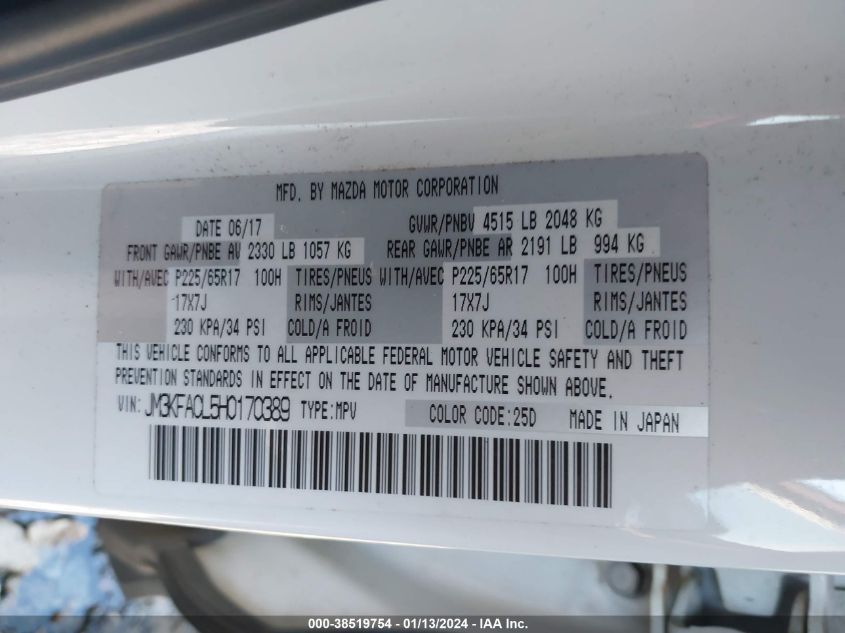 MFD. BY MAZDA MOTOR CORPORATION
DATE 06/17 GVWR/PNBV 4515 LB 2048 KG
FRONT GAWR/PNBE AV 2330 LB 1057 KG REAR GAWR/PNBE AR 2191 LB 994 KG
WITH/AVEC P225/65R17 100H TIRES/PNEUS WITH/AVEC P225/65R17 100H TIRES/PNEUS
17X7J RIMS/JANTES 17X7J RIMS/JANTES
230 KPA/34 PSI COLD/A FROID 230 KPA/34 PSI COLD/A FROID
THIS VEHICLE CONFORMS TO ALL APPLICABLE FEDERAL MOTOR VEHICLE SAFETY AND THEFT
PREVENTION STANDARDS IN EFFECT ON THE DATE OF MANUFACTURE SHOWN ABOVE.
VIN: JM3KFACL5H0170389 TYPE:MPV COLOR CODE:25D MADE IN JAPAN
000-38519754 - 01/13/2024 - IAA Inc.